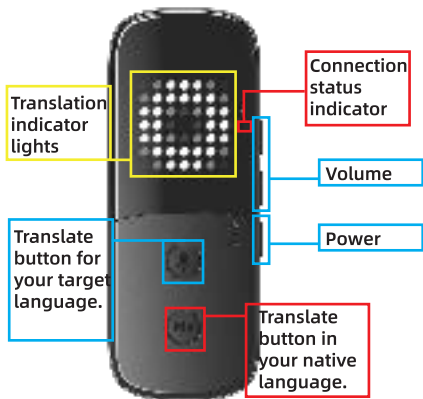 Connection
status
indicator
Translation
indicator
lights
Volume
Power
Translate
button for
your target
language.
Translate
button in
your native
language.